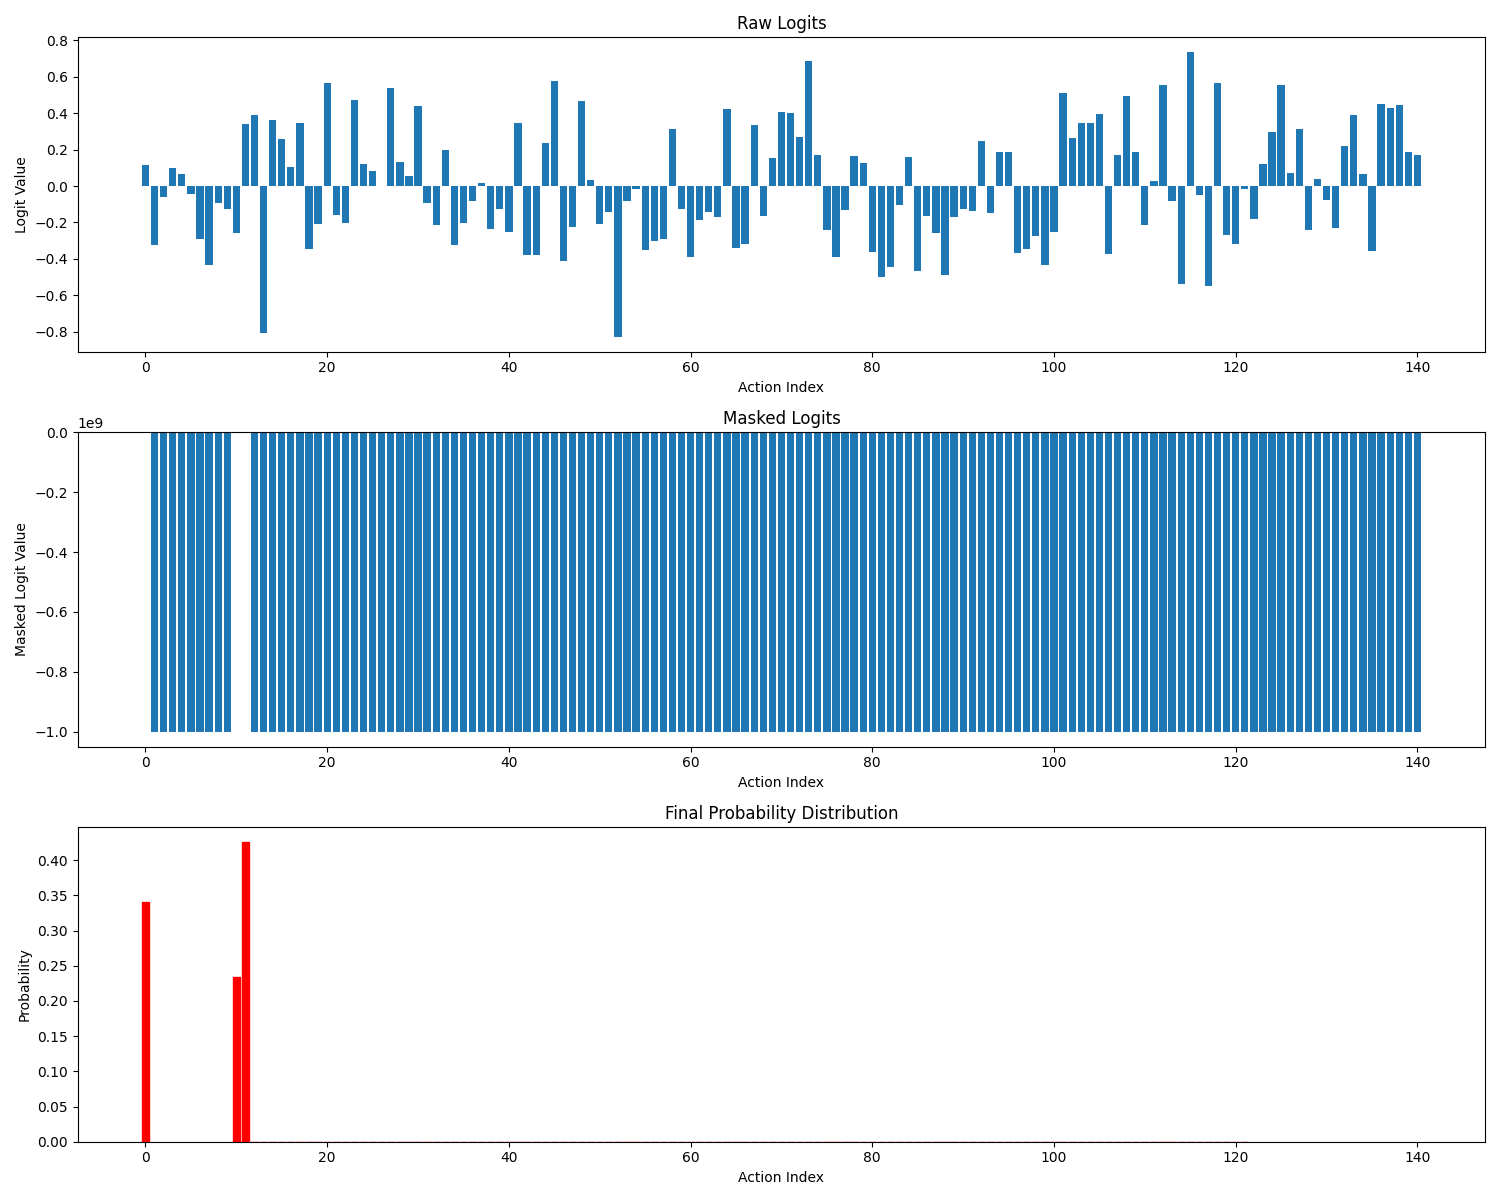 Raw Logits
0.8
0.6
0.4
0.2
0.0
−0.2
−0.4
−0.6
−0.8
Logit Value
0 20 40 60 80 100 120 140
Action Index
Masked Logits
1e9
0.0
−0.2
−0.4
−0.6
−0.8
−1.0
Masked Logit Value
0 20 40 60 80 100 120 140
Action Index
Final Probability Distribution
0.40
0.35
0.30
0.25
0.20
0.15
0.10
0.05
0.00
Probability
0 20 40 60 80 100 120 140
Action Index